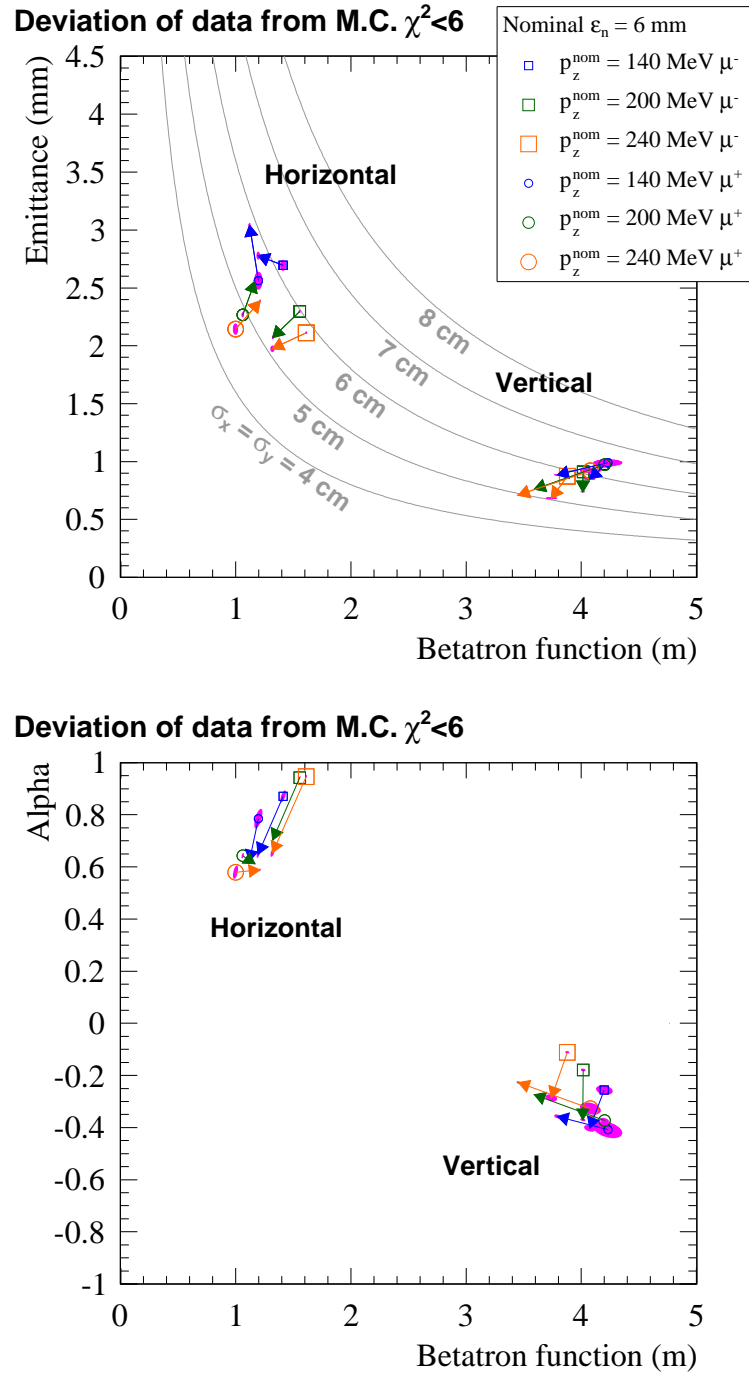 Deviation of data from M.C. χ²<6
Nominal εₙ = 6 mm
p_z^nom = 140 MeV μ⁻
p_z^nom = 200 MeV μ⁻
p_z^nom = 240 MeV μ⁻
p_z^nom = 140 MeV μ⁺
p_z^nom = 200 MeV μ⁺
p_z^nom = 240 MeV μ⁺
Emittance (mm)
4.5
4
3.5
3
2.5
2
1.5
1
0.5
0
Horizontal
Vertical
8 cm
7 cm
6 cm
5 cm
σₓ = σ_y = 4 cm
0 1 2 3 4 5
Betatron function (m)
Deviation of data from M.C. χ²<6
Alpha
1
0.8
0.6
0.4
0.2
0
-0.2
-0.4
-0.6
-0.8
-1
Horizontal
Vertical
0 1 2 3 4 5
Betatron function (m)